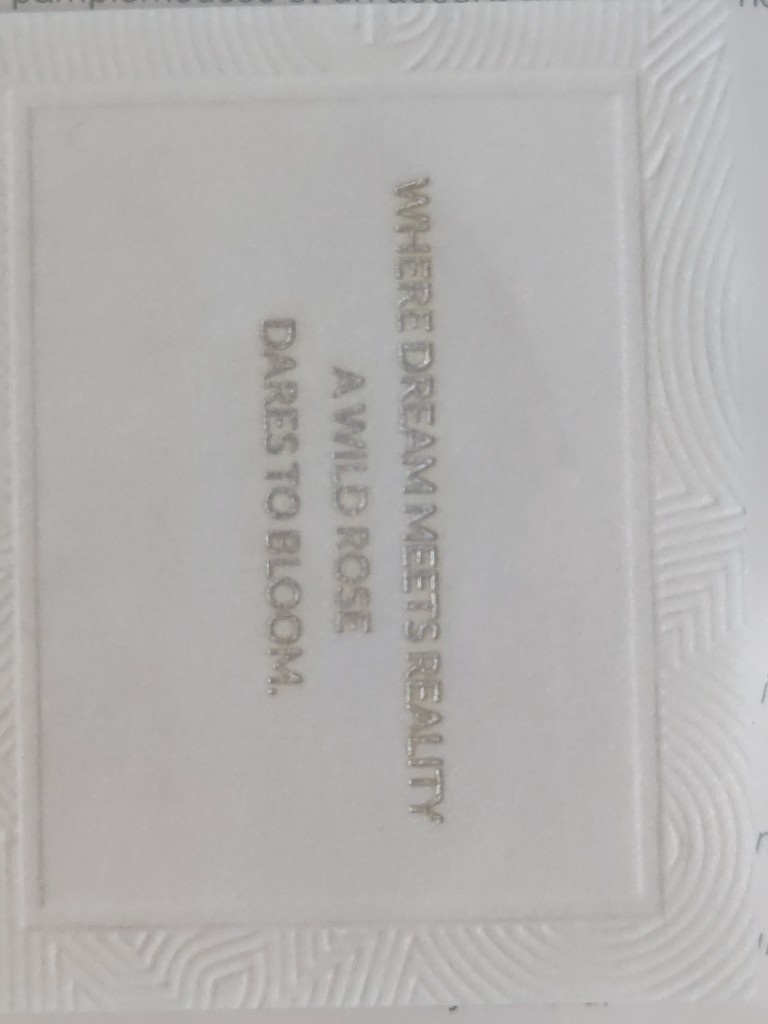 WHERE DREAM MEETS REALITY
A WILD ROSE
DARES TO BLOOM.